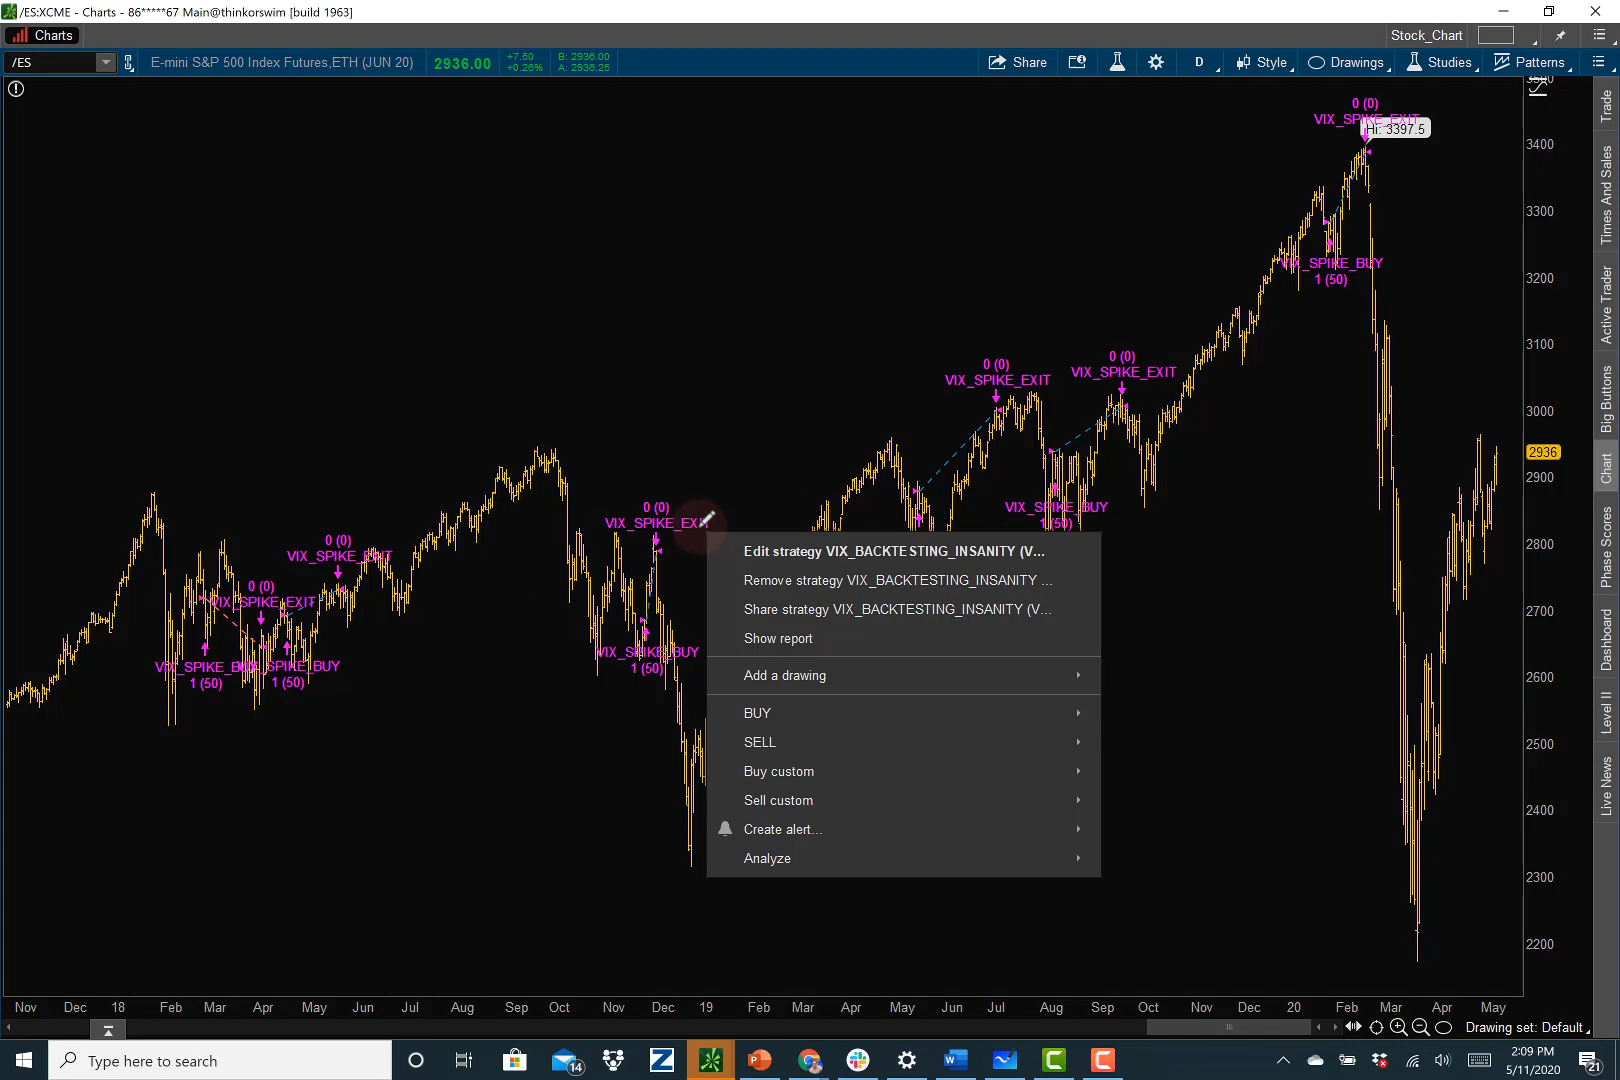 /ES:XCME - Charts - 86*****67 Main@thinkorswim [build 1963]
Charts
Stock_Chart
/ES
E-mini S&P 500 Index Futures,ETH (JUN 20)
2936.00
+7.50
+0.26%
B: 2936.00
A: 2936.25
Share
D
Style
Drawings
Studies
Patterns
0 (0)
VIX_SPIKE_EXIT
Hi: 3397.5
VIX_SPIKE_BUY
1 (50)
0 (0)
VIX_SPIKE_EXIT
0 (0)
VIX_SPIKE_EXIT
VIX_SPIKE_BUY
1 (50)
0 (0)
VIX_SPIKE_EXIT
VIX_SPIKE_BUY
1 (50)
0 (0)
VIX_SPIKE_EXIT
0 (0)
VIX_SPIKE_EXIT
VIX_SPIKE_BUY
1 (50)
SPIKE_BUY
1 (50)
Edit strategy VIX_BACKTESTING_INSANITY (V...
Remove strategy VIX_BACKTESTING_INSANITY ...
Share strategy VIX_BACKTESTING_INSANITY (V...
Show report
Add a drawing
BUY
SELL
Buy custom
Sell custom
Create alert...
Analyze
3500
3400
3300
3200
3100
3000
2936
2900
2800
2700
2600
2500
2400
2300
2200
Trade
Times And Sales
Active Trader
Big Buttons
Chart
Phase Scores
Dashboard
Level II
Live News
Nov Dec 18 Feb Mar Apr May Jun Jul Aug Sep Oct Nov Dec 19 Feb Mar Apr May Jun Jul Aug Sep Oct Nov Dec 20 Feb Mar Apr May
Drawing set: Default
Type here to search
14
2:09 PM
5/11/2020
21